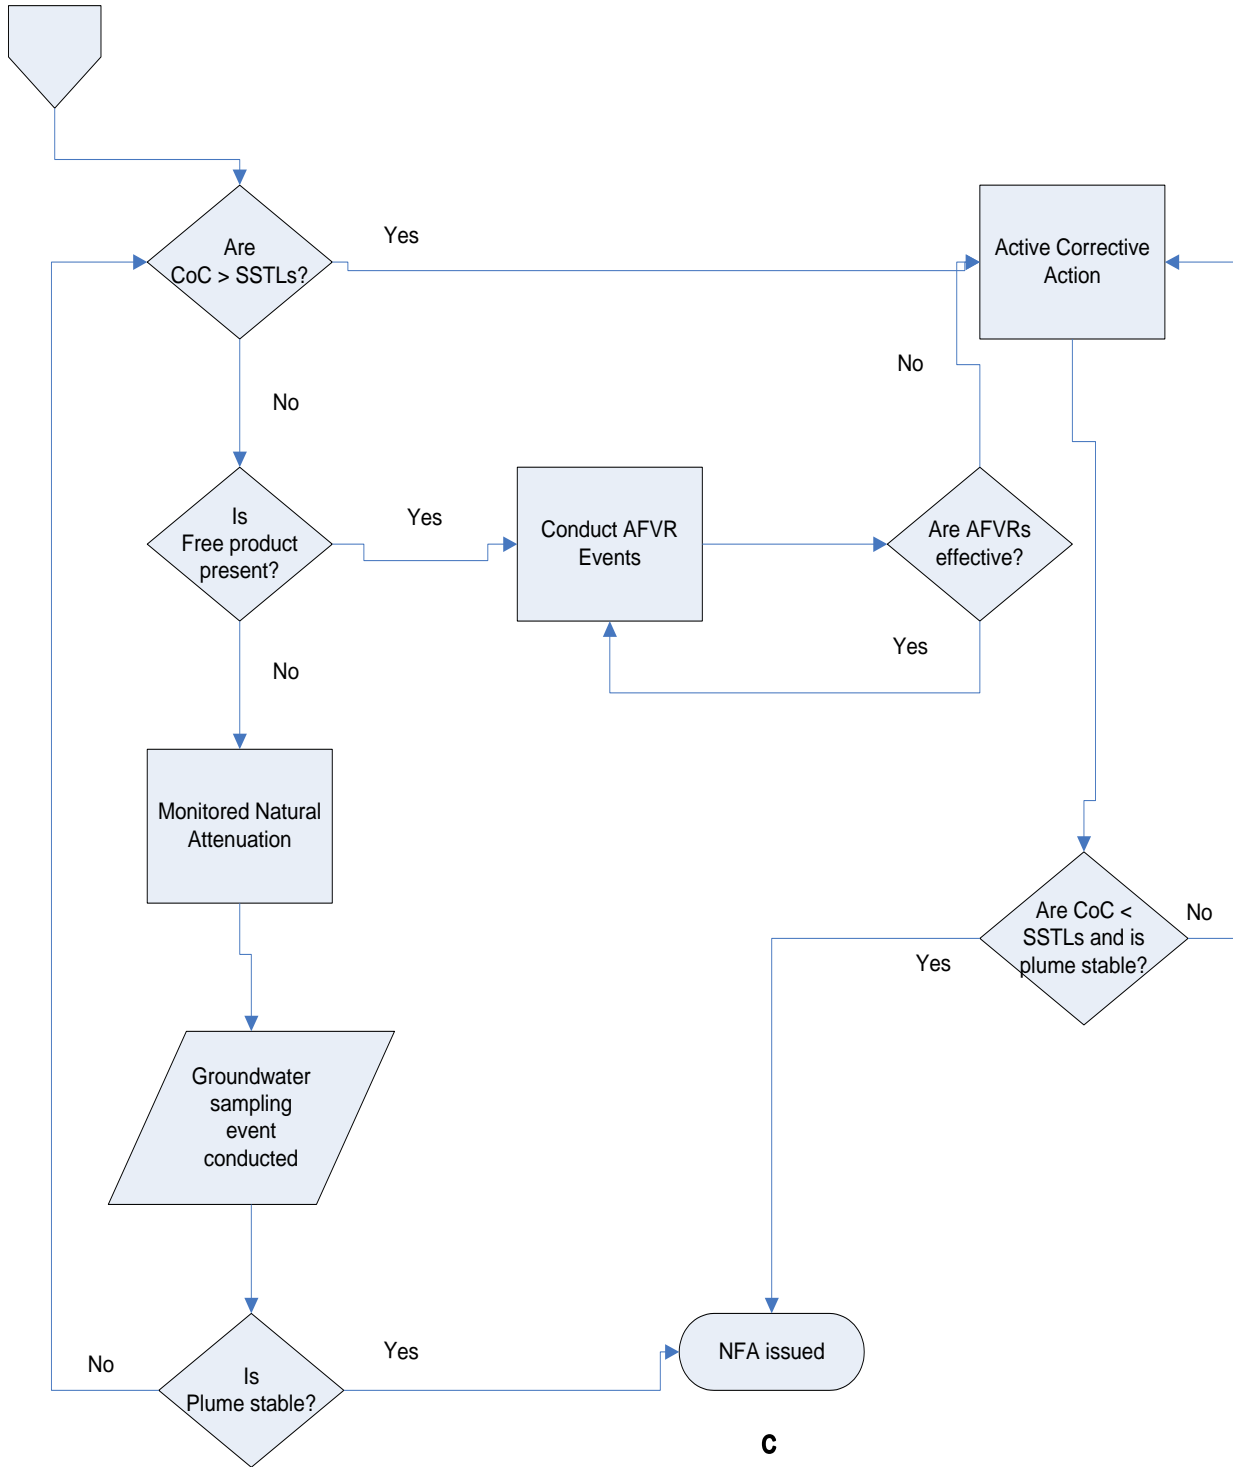 Are
CoC > SSTLs?
Yes
Active Corrective
Action
No
No
Is
Free product
present?
Yes
Conduct AFVR
Events
Are AFVRs
effective?
Yes
No
Monitored Natural
Attenuation
Are CoC <
SSTLs and is
plume stable?
No
Yes
Groundwater
sampling
event
conducted
No
Is
Plume stable?
Yes
NFA issued
C